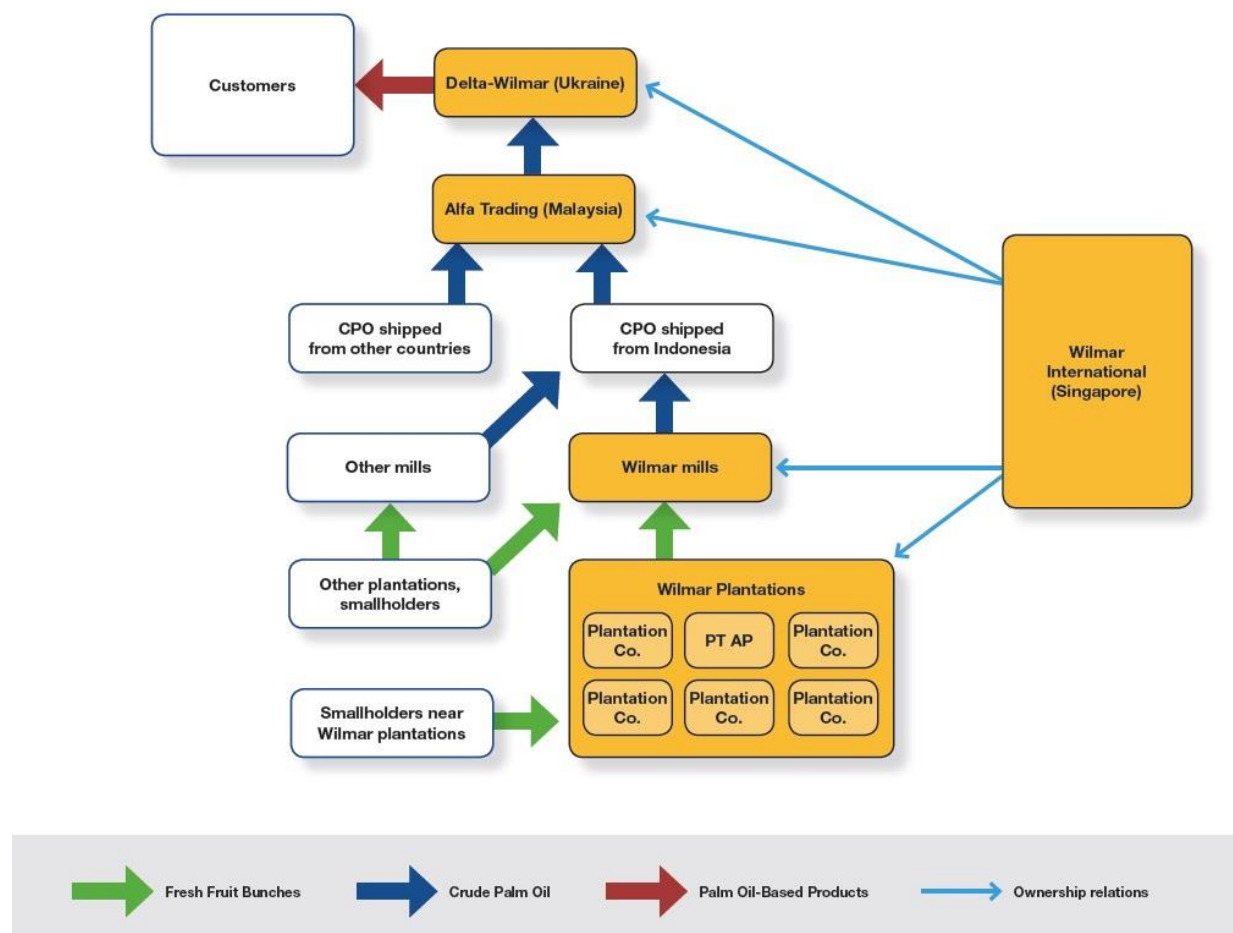 Customers
Delta-Wilmar (Ukraine)
Alfa Trading (Malaysia)
CPO shipped
from other countries
CPO shipped
from Indonesia
Wilmar
International
(Singapore)
Other mills
Wilmar mills
Other plantations,
smallholders
Wilmar Plantations
Plantation
Co.
PT AP
Plantation
Co.
Plantation
Co.
Plantation
Co.
Plantation
Co.
Smallholders near
Wilmar plantations
Fresh Fruit Bunches
Crude Palm Oil
Palm Oil-Based Products
Ownership relations